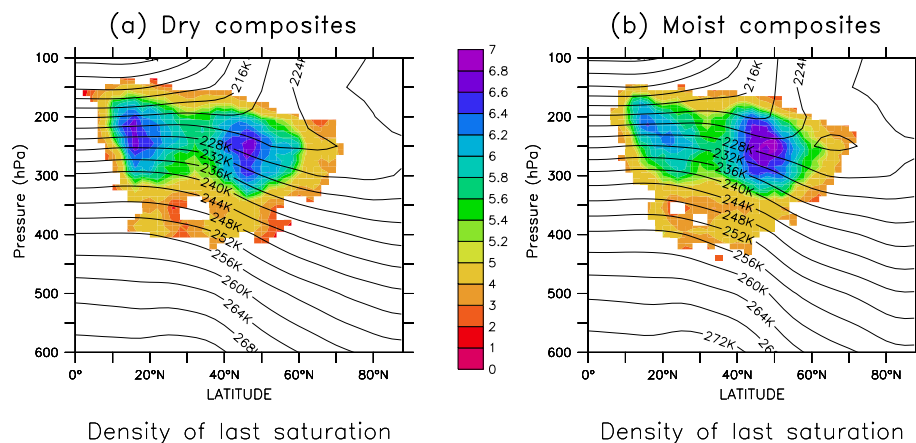 (a) Dry composites
(b) Moist composites
100
200
300
400
500
600
Pressure (hPa)
216K
224K
228K
232K
236K
240K
244K
248K
252K
256K
260K
264K
268K
0°
20°N
40°N
60°N
80°N
LATITUDE
Density of last saturation
7
6.8
6.6
6.4
6.2
6
5.8
5.6
5.4
5.2
5
4
3
2
1
0
100
200
300
400
500
600
Pressure (hPa)
216K
224K
228K
232K
236K
240K
244K
248K
252K
256K
260K
264K
272K
0°
20°N
40°N
60°N
80°N
LATITUDE
Density of last saturation